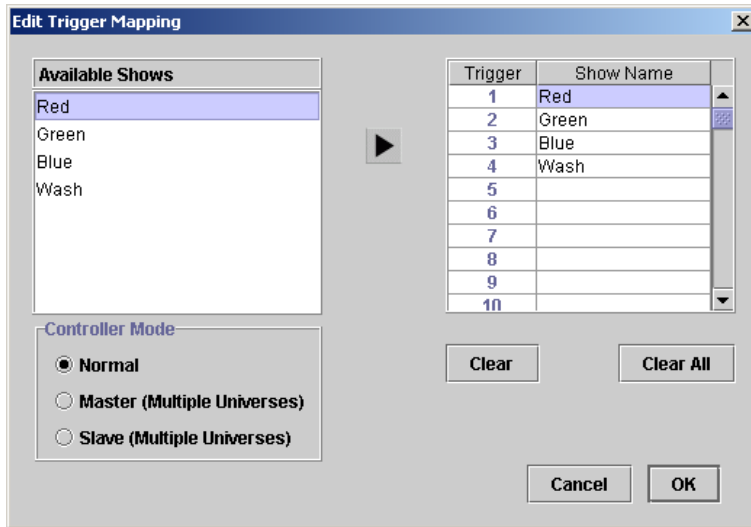 Edit Trigger Mapping
Available Shows
Red
Green
Blue
Wash
Trigger Show Name
1 Red
2 Green
3 Blue
4 Wash
5
6
7
8
9
10
Controller Mode
Normal
Master (Multiple Universes)
Slave (Multiple Universes)
Clear
Clear All
Cancel
OK